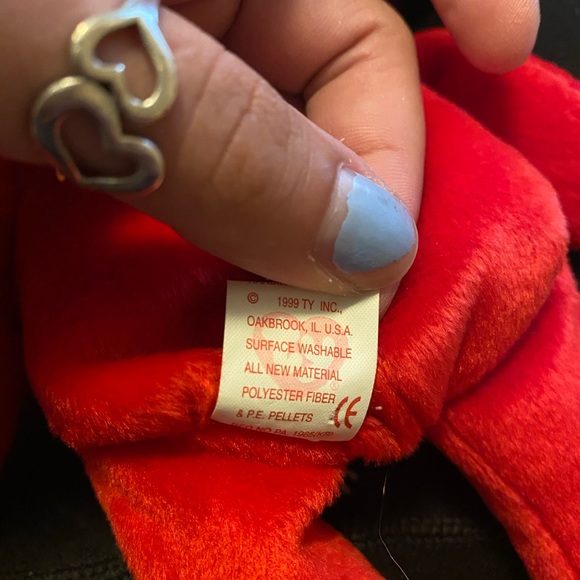 © 1999 TY INC.,
OAKBROOK, IL. U.S.A.
SURFACE WASHABLE
ALL NEW MATERIAL
POLYESTER FIBER
& P.E. PELLETS CE